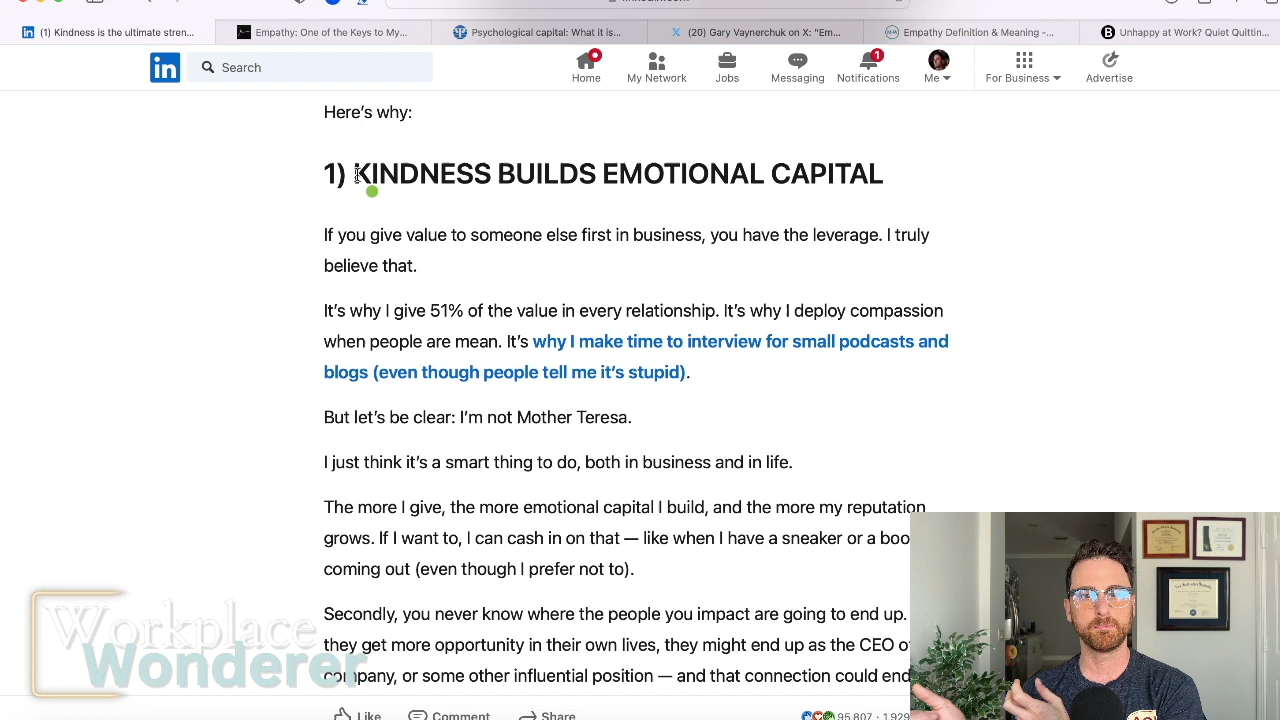 linkedin.com
(1) Kindness is the ultimate stren...
Empathy: One of the Keys to My...
Psychological capital: What it is...
(20) Gary Vaynerchuk on X: "Em...
Empathy Definition & Meaning -...
Unhappy at Work? Quiet Quittin...
in
Search
Home
My Network
Jobs
Messaging
1
Notifications
Me
For Business
Advertise
Here's why:
1) KINDNESS BUILDS EMOTIONAL CAPITAL
If you give value to someone else first in business, you have the leverage. I truly
believe that.
It's why I give 51% of the value in every relationship. It's why I deploy compassion
when people are mean. It's why I make time to interview for small podcasts and
blogs (even though people tell me it's stupid).
But let's be clear: I'm not Mother Teresa.
I just think it's a smart thing to do, both in business and in life.
The more I give, the more emotional capital I build, and the more my reputation
grows. If I want to, I can cash in on that — like when I have a sneaker or a boo
coming out (even though I prefer not to).
Secondly, you never know where the people you impact are going to end up.
they get more opportunity in their own lives, they might end up as the CEO o
company, or some other influential position — and that connection could end
Workplace
Wonderer
Like
Comment
Share
95,807 · 1,929